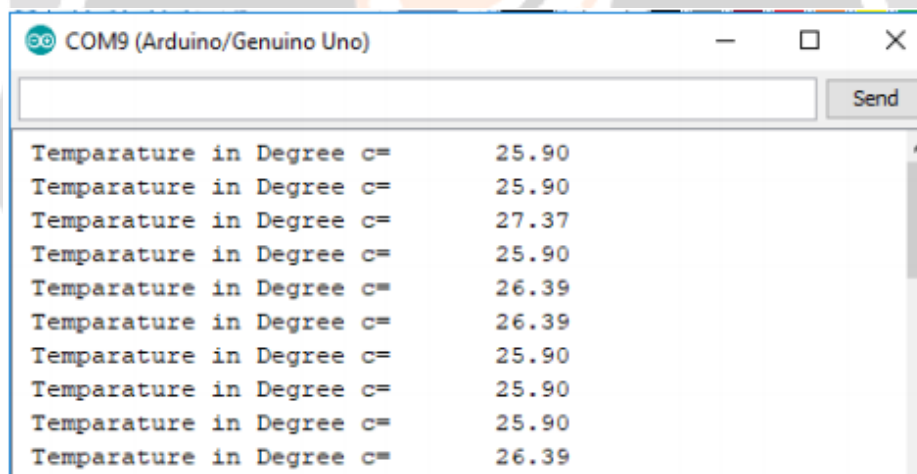 COM9 (Arduino/Genuino Uno)
Send
Temparature in Degree c= 25.90
Temparature in Degree c= 25.90
Temparature in Degree c= 27.37
Temparature in Degree c= 25.90
Temparature in Degree c= 26.39
Temparature in Degree c= 26.39
Temparature in Degree c= 25.90
Temparature in Degree c= 25.90
Temparature in Degree c= 25.90
Temparature in Degree c= 26.39